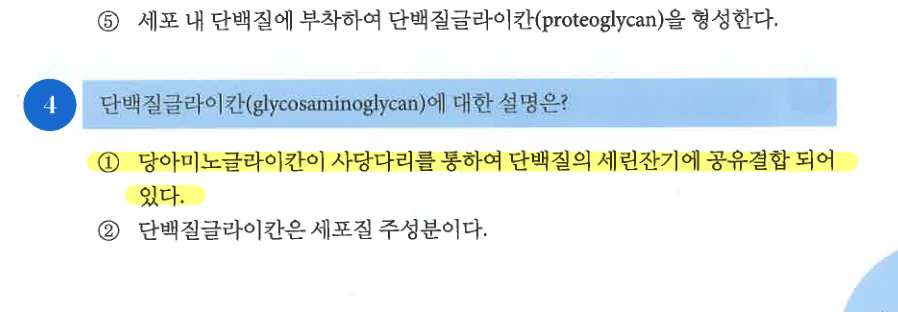 ⑤ 세포 내 단백질에 부착하여 단백질글라이칸(proteoglycan)을 형성한다.
4 단백질글라이칸(glycosaminoglycan)에 대한 설명은?
① 당아미노글라이칸이 사당다리를 통하여 단백질의 세린잔기에 공유결합 되어
있다.
② 단백질글라이칸은 세포질 주성분이다.